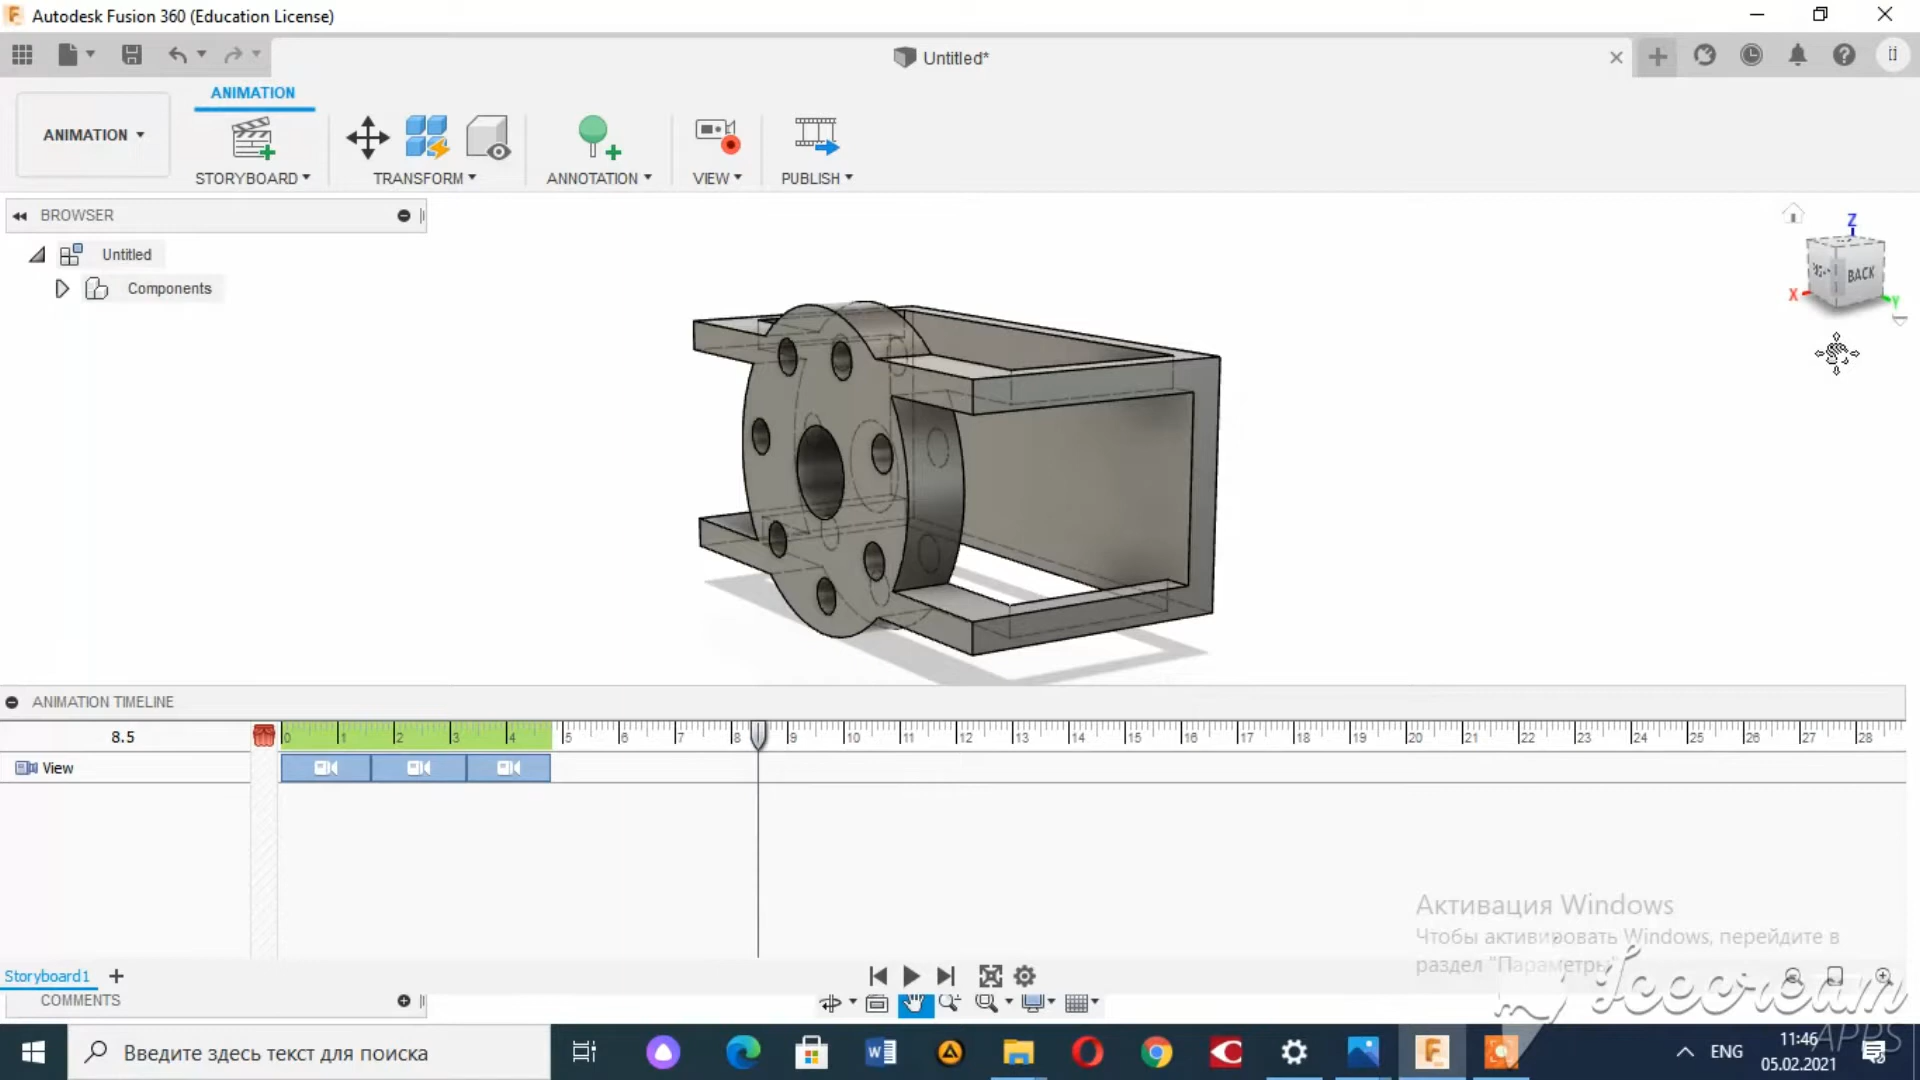 Autodesk Fusion 360 (Education License)
Untitled*
ANIMATION
ANIMATION
STORYBOARD
TRANSFORM
ANNOTATION
VIEW
PUBLISH
BROWSER
Untitled
Components
Z
BACK
X
Y
ANIMATION TIMELINE
8.5
0 1 2 3 4 5 6 7 8 9 10 11 12 13 14 15 16 17 18 19 20 21 22 23 24 25 26 27 28
View
Активация Windows
Чтобы активировать Windows, перейдите в
раздел "Параметры"
Storyboard1
COMMENTS
Icecream
APPS
Введите здесь текст для поиска
ENG
11:46
05.02.2021